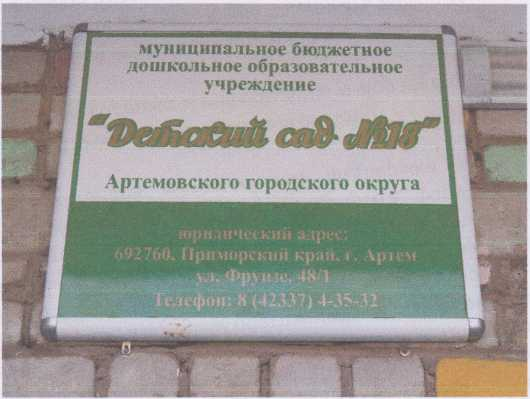 муниципальное бюджетное
дошкольное образовательное
учреждение
"Детский сад №18"
Артемовского городского округа
юридический адрес:
692760, Приморский край, г. Артем
ул. Фрунзе, 48/1
Телефон: 8 (42337) 4-35-32